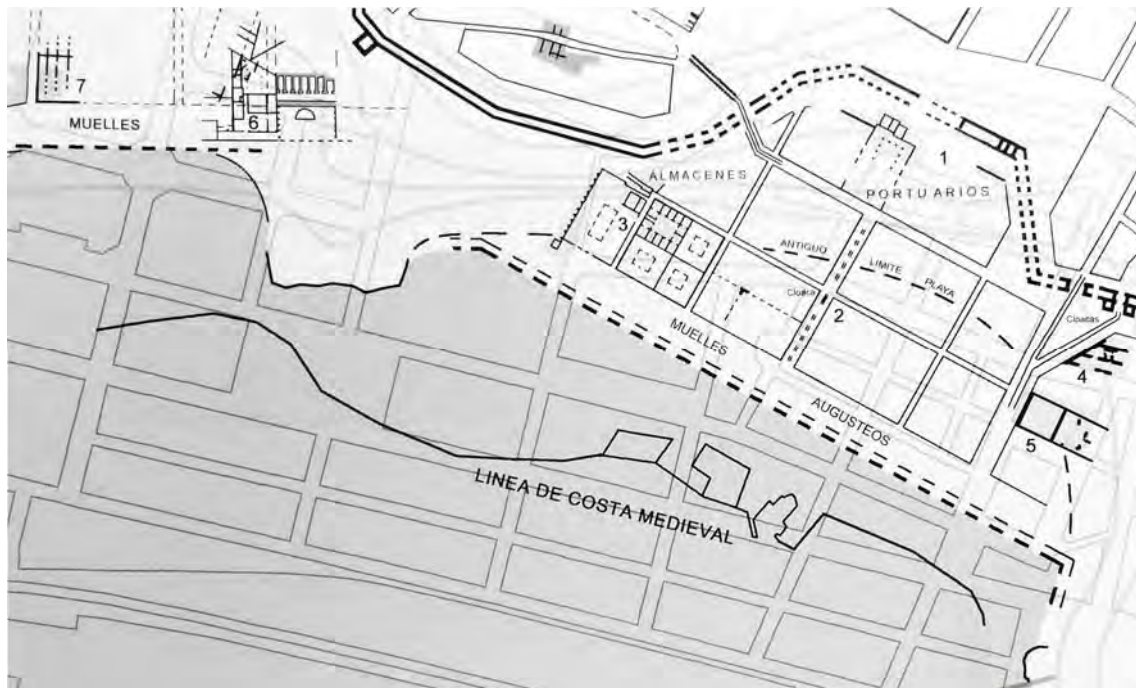 7
6
MUELLES
1
ALMACENES
PORTUARIOS
3
ANTIGUO LIMITE PLAYA
Cloaca
2
Cloacas
MUELLES AUGUSTEOS
4
5
LINEA DE COSTA MEDIEVAL